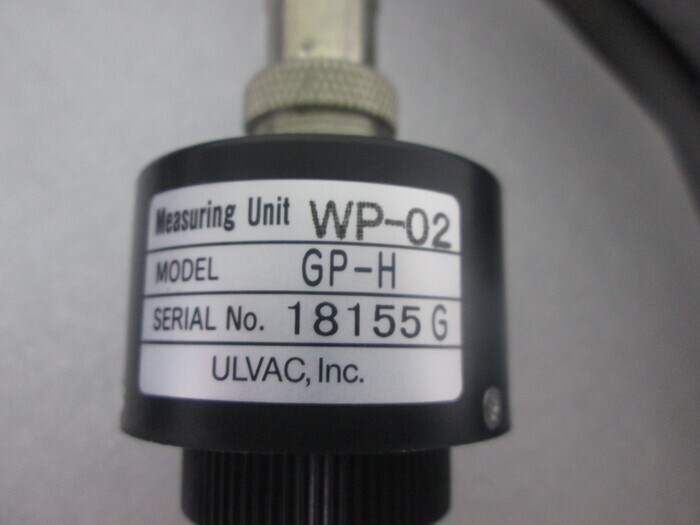 Measuring Unit WP-02
MODEL GP-H
SERIAL No. 18155 G
ULVAC, Inc.